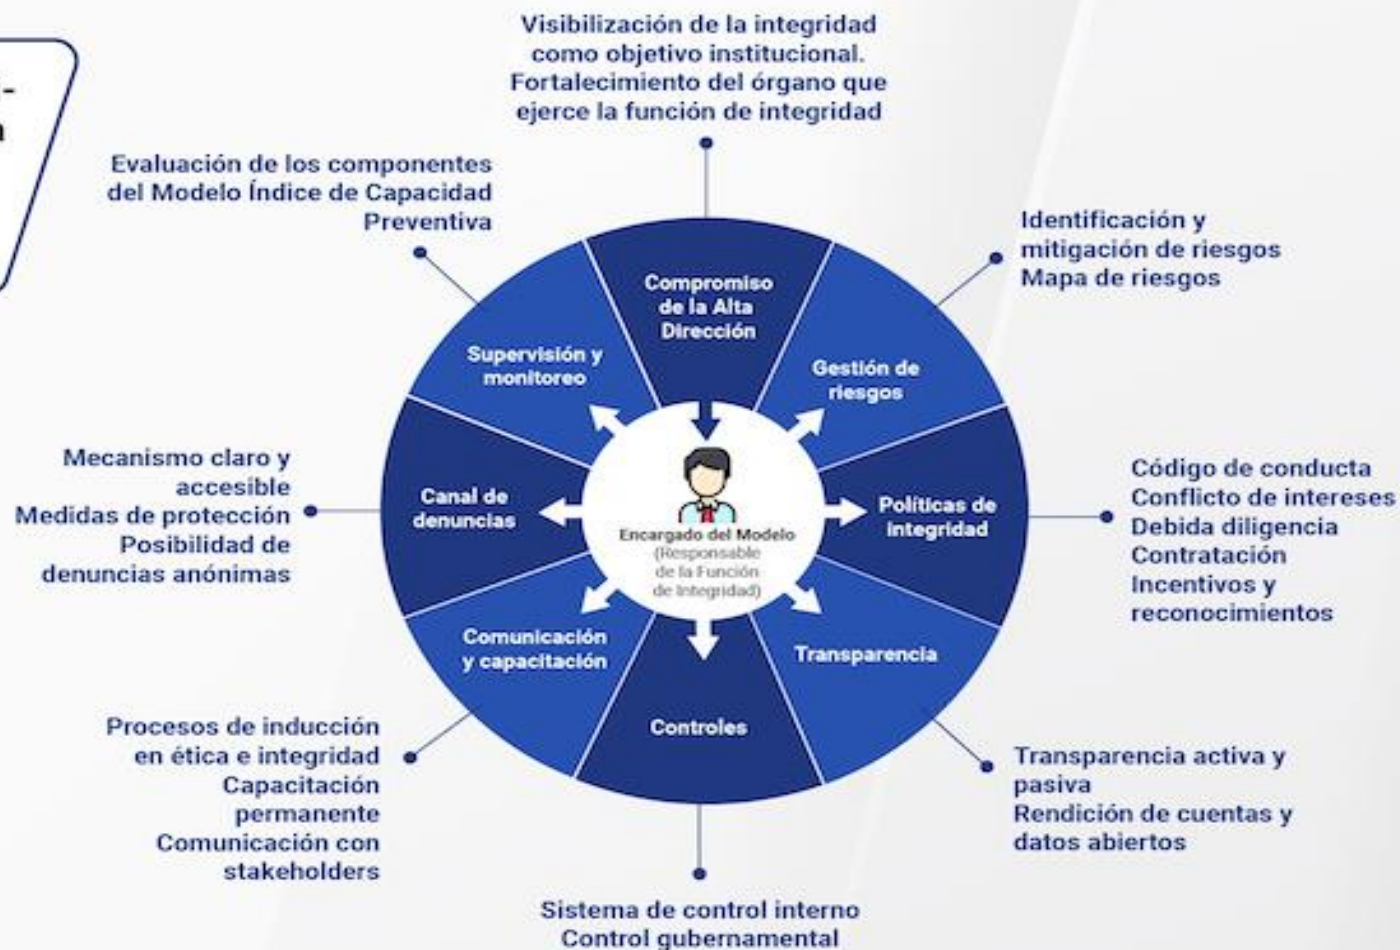 Visibilización de la integridad
como objetivo institucional.
Fortalecimiento del órgano que
ejerce la función de integridad
Evaluación de los componentes
del Modelo Índice de Capacidad
Preventiva
Identificación y
mitigación de riesgos
Mapa de riesgos
Compromiso
de la Alta
Dirección
Supervisión y
monitoreo
Gestión de
riesgos
Mecanismo claro y
accesible
Medidas de protección
Posibilidad de
denuncias anónimas
Canal de
denuncias
Encargado del Modelo
(Responsable
de la Función
de Integridad)
Políticas de
integridad
Código de conducta
Conflicto de intereses
Debida diligencia
Contratación
Incentivos y
reconocimientos
Comunicación
y capacitación
Transparencia
Controles
Procesos de inducción
en ética e integridad
Capacitación
permanente
Comunicación con
stakeholders
Transparencia activa y
pasiva
Rendición de cuentas y
datos abiertos
Sistema de control interno
Control gubernamental